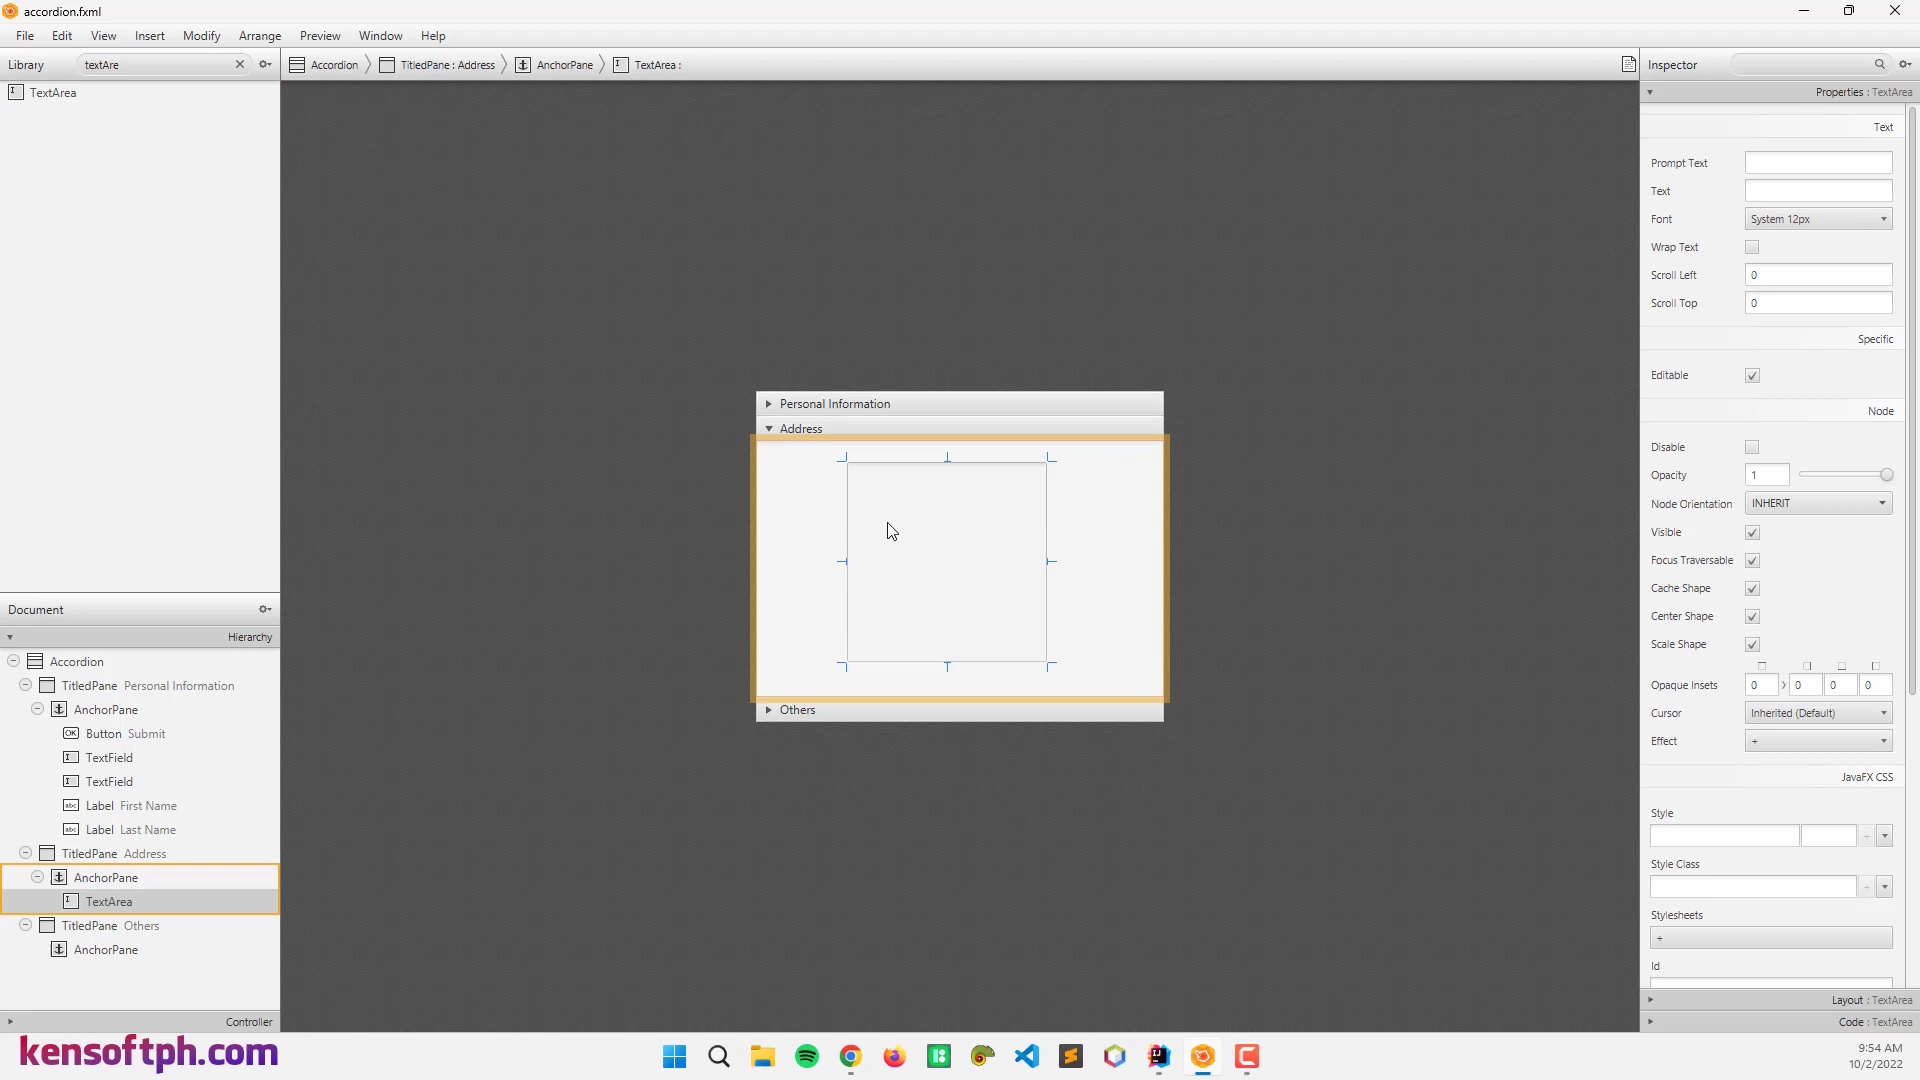 accordion.fxml
File Edit View Insert Modify Arrange Preview Window Help
Library textAre
Accordion TitledPane : Address AnchorPane TextArea :
Inspector
TextArea
Properties : TextArea
Text
Prompt Text
Text
Font System 12px
Wrap Text
Scroll Left 0
Scroll Top 0
Specific
Editable
Node
Disable
Opacity 1
Node Orientation INHERIT
Visible
Focus Traversable
Cache Shape
Center Shape
Scale Shape
Opaque Insets 0 0 0 0
Cursor Inherited (Default)
Effect +
JavaFX CSS
Style
+
Style Class
+
Stylesheets
+
Id
Layout : TextArea
Code : TextArea
Personal Information
Address
Others
Document
Hierarchy
Accordion
TitledPane Personal Information
AnchorPane
OK Button Submit
TextField
TextField
abc Label First Name
abc Label Last Name
TitledPane Address
AnchorPane
TextArea
TitledPane Others
AnchorPane
Controller
kensoftph.com
9:54 AM
10/2/2022